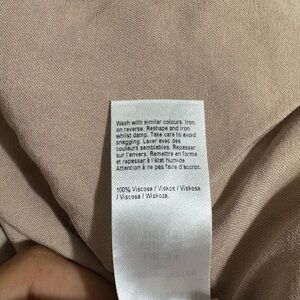 Wash with similar colours. Iron
on reverse. Reshape and iron
whilst damp. Take care to avoid
snagging. Laver avec des
couleurs semblables. Repasser
sur l'envers. Remettre en forme
et repasser à l'état humide.
Attention à ne pas faire d'accroc.
100% Viscose / Viskos / Viskose
/ Viscosa / Wiskoza.